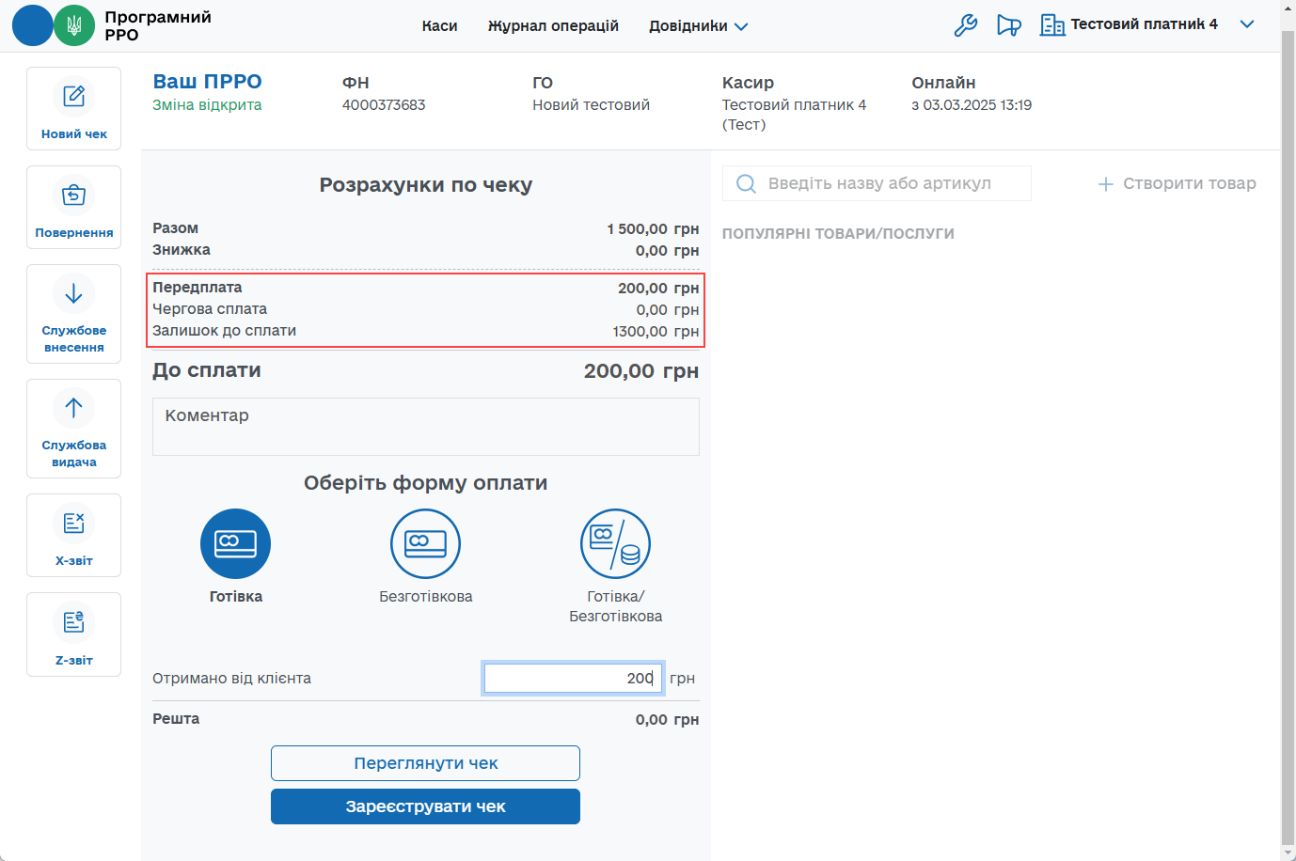 Програмний
РРО
Каси
Журнал операцій
Довідники
Тестовий платник 4
Новий чек
Повернення
Службове
внесення
Службова
видача
X-звіт
Z-звіт
Ваш ПРРО
Зміна відкрита
ФН
4000373683
ГО
Новий тестовий
Касир
Тестовий платник 4
(Тест)
Онлайн
з 03.03.2025 13:19
Розрахунки по чеку
Разом 1 500,00 грн
Знижка 0,00 грн
Передплата 200,00 грн
Чергова сплата 0,00 грн
Залишок до сплати 1300,00 грн
До сплати 200,00 грн
Коментар
Оберіть форму оплати
Готівка
Безготівкова
Готівка/
Безготівкова
Отримано від клієнта 200 грн
Решта 0,00 грн
Переглянути чек
Зареєструвати чек
Введіть назву або артикул
+ Створити товар
ПОПУЛЯРНІ ТОВАРИ/ПОСЛУГИ